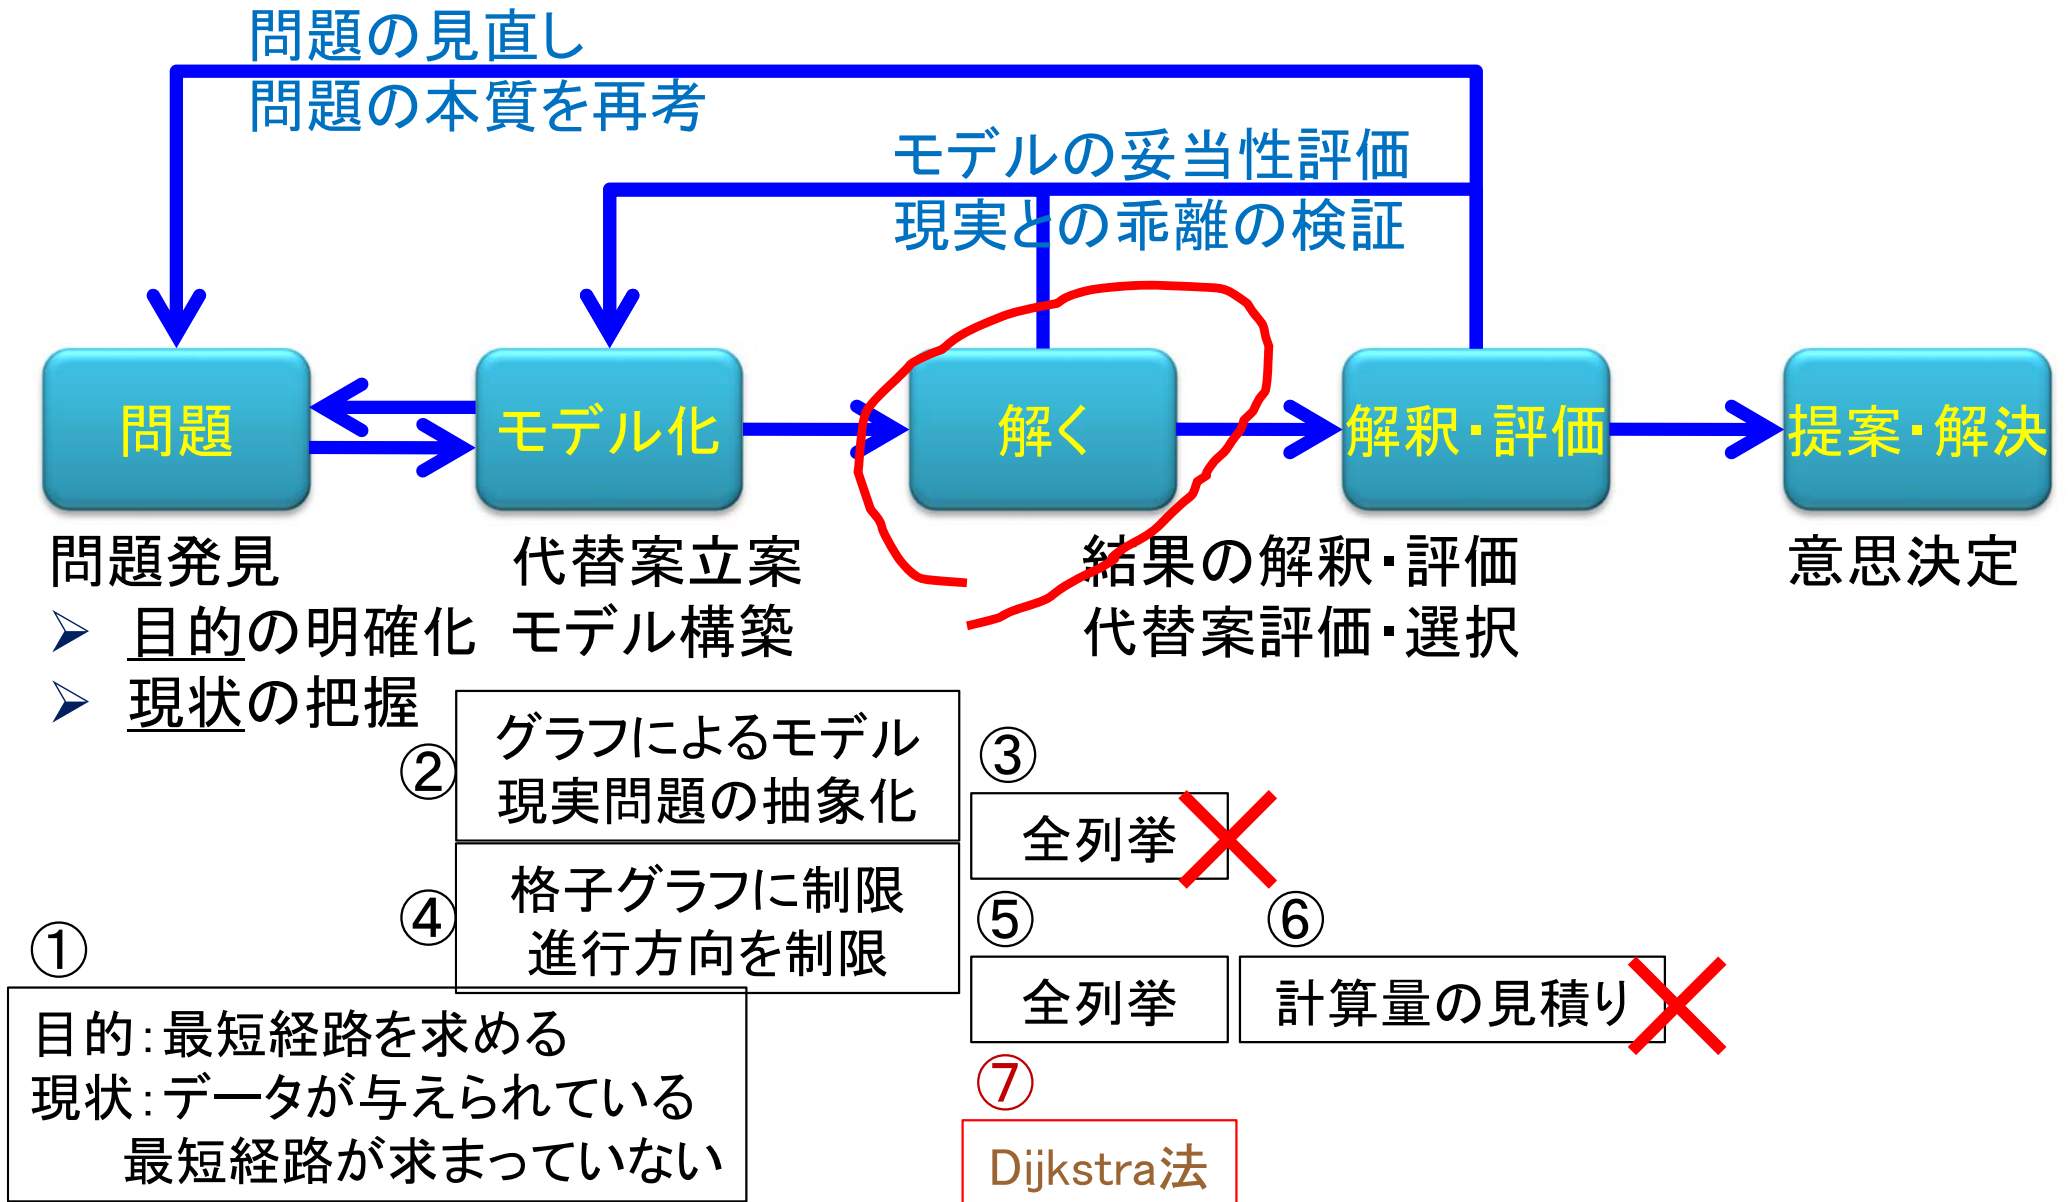 問題の見直し
問題の本質を再考
モデルの妥当性評価
現実との乖離の検証
問題
モデル化
解く
解釈・評価
提案・解決
問題発見
➢ 目的の明確化
➢ 現状の把握
代替案立案
モデル構築
結果の解釈・評価
代替案評価・選択
意思決定
②
グラフによるモデル
現実問題の抽象化
③
全列挙
④
格子グラフに制限
進行方向を制限
⑤
全列挙
⑥
計算量の見積り
①
目的：最短経路を求める
現状：データが与えられている
最短経路が求まっていない
⑦
Dijkstra法